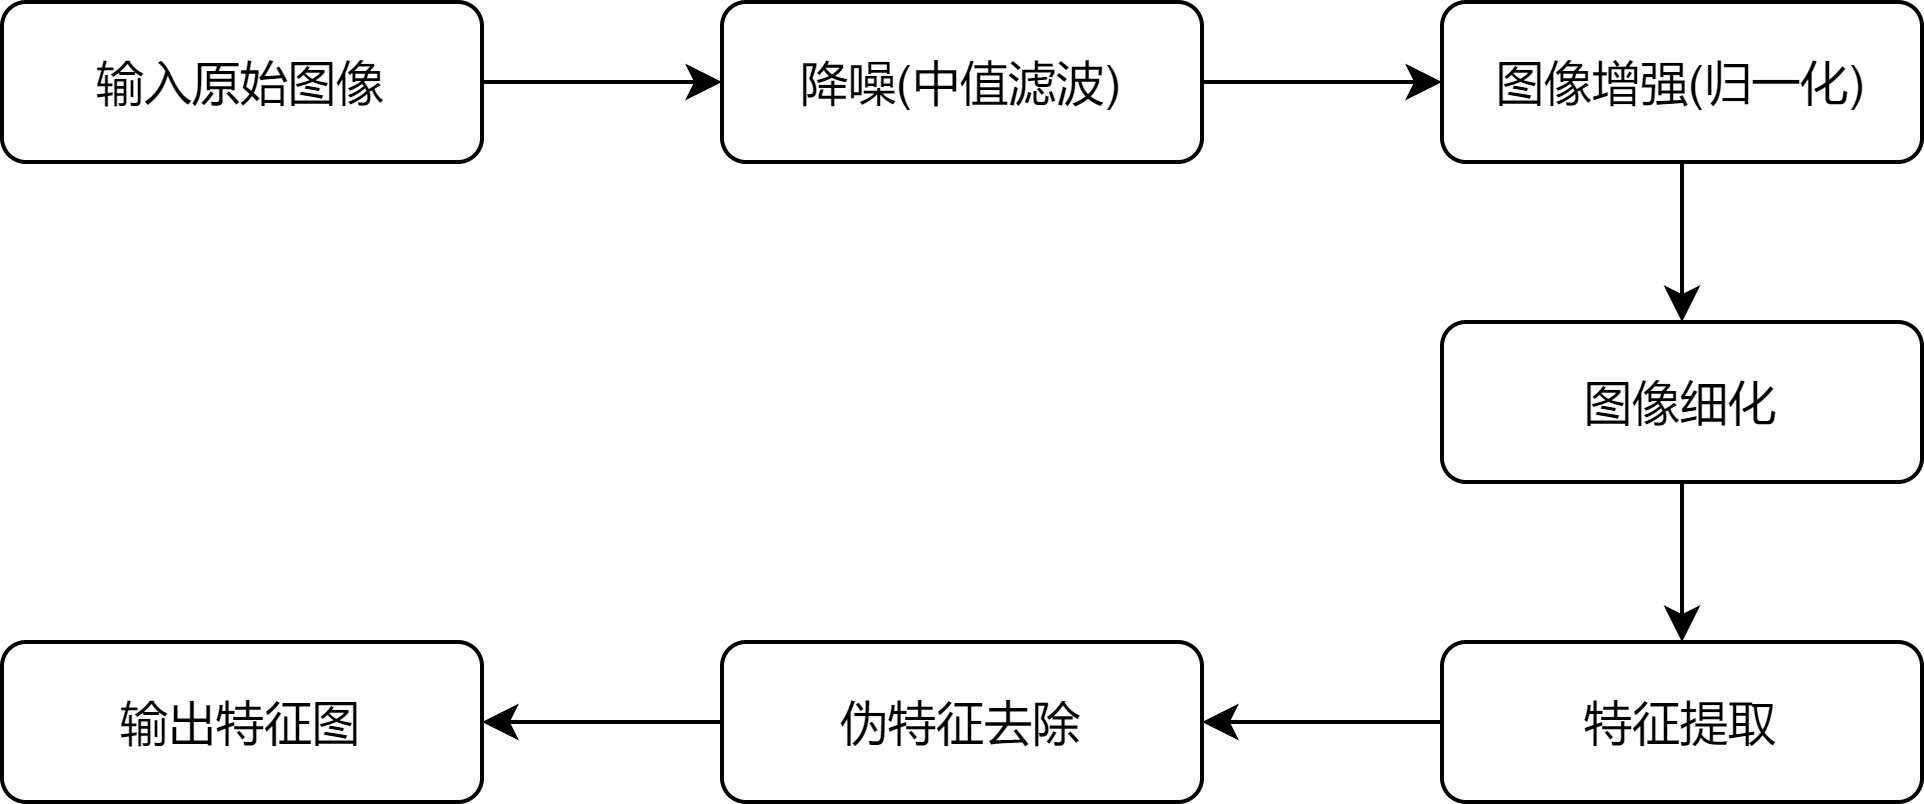 输入原始图像
降噪(中值滤波)
图像增强(归一化)
图像细化
特征提取
伪特征去除
输出特征图